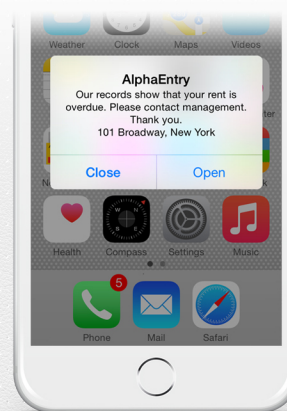 Weather Clock Maps Videos
AlphaEntry
Our records show that your rent is
overdue. Please contact management.
Thank you.
101 Broadway, New York
Close Open
Health Compass Settings Music
5
Phone Mail Safari